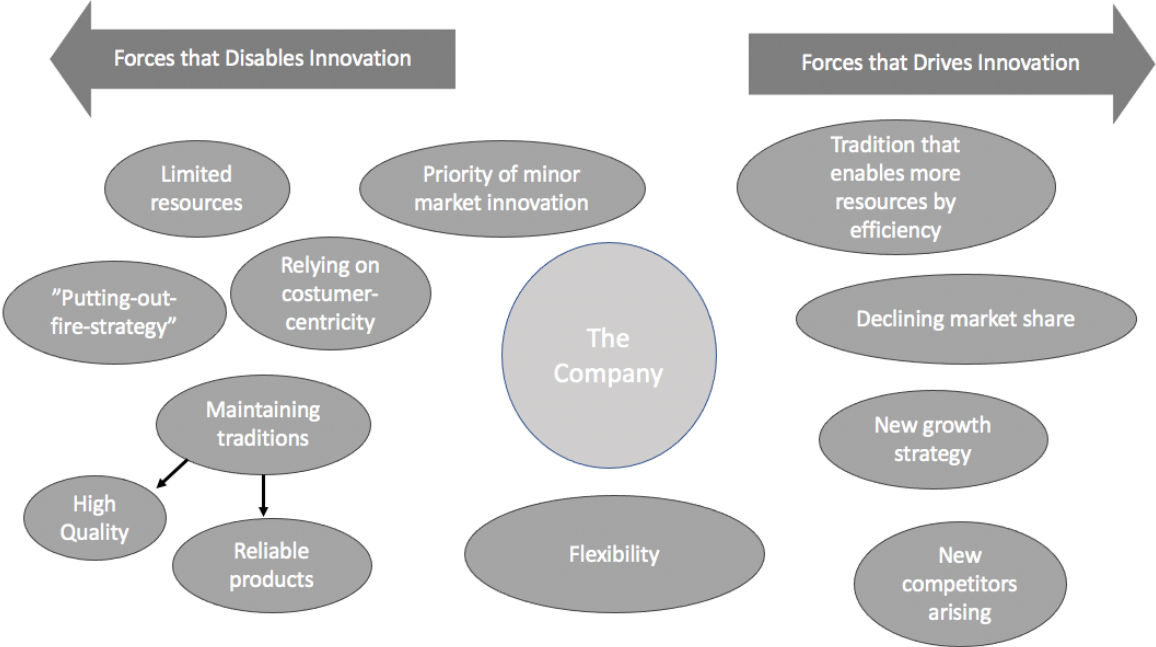 Forces that Disables Innovation
Forces that Drives Innovation
Limited
resources
Priority of minor
market innovation
Tradition that
enables more
resources by
efficiency
”Putting-out-
fire-strategy”
Relying on
costumer-
centricity
The
Company
Declining market share
Maintaining
traditions
New growth
strategy
High
Quality
Reliable
products
Flexibility
New
competitors
arising